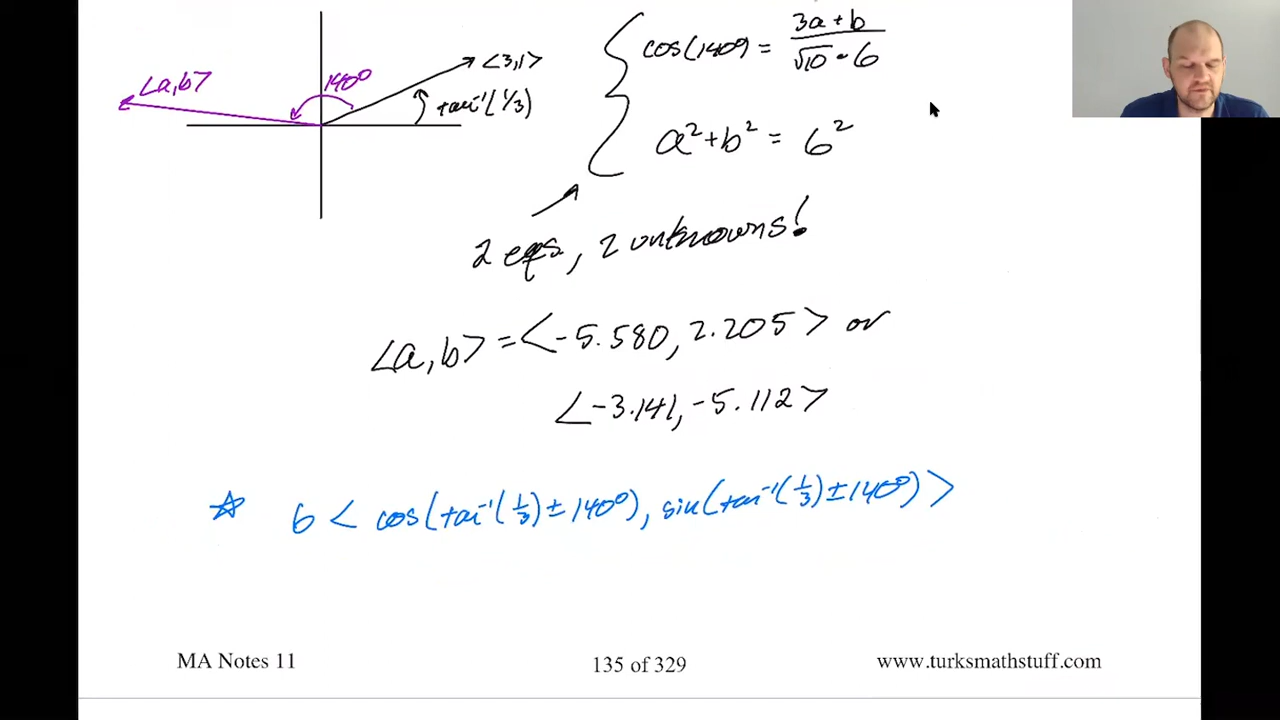 <a,b>
140°
<3,1>
tan⁻¹(1/3)
cos(140°) = (3a+b)/(√10 · 6)
a² + b² = 6²
2 eqs, 2 unknowns!
<a,b> = <-5.580, 2.205> or
<-3.141, -5.112>
☆ 6 < cos(tan⁻¹(1/3) ± 140°), sin(tan⁻¹(1/3) ± 140°) >
MA Notes 11
135 of 329
www.turksmathstuff.com